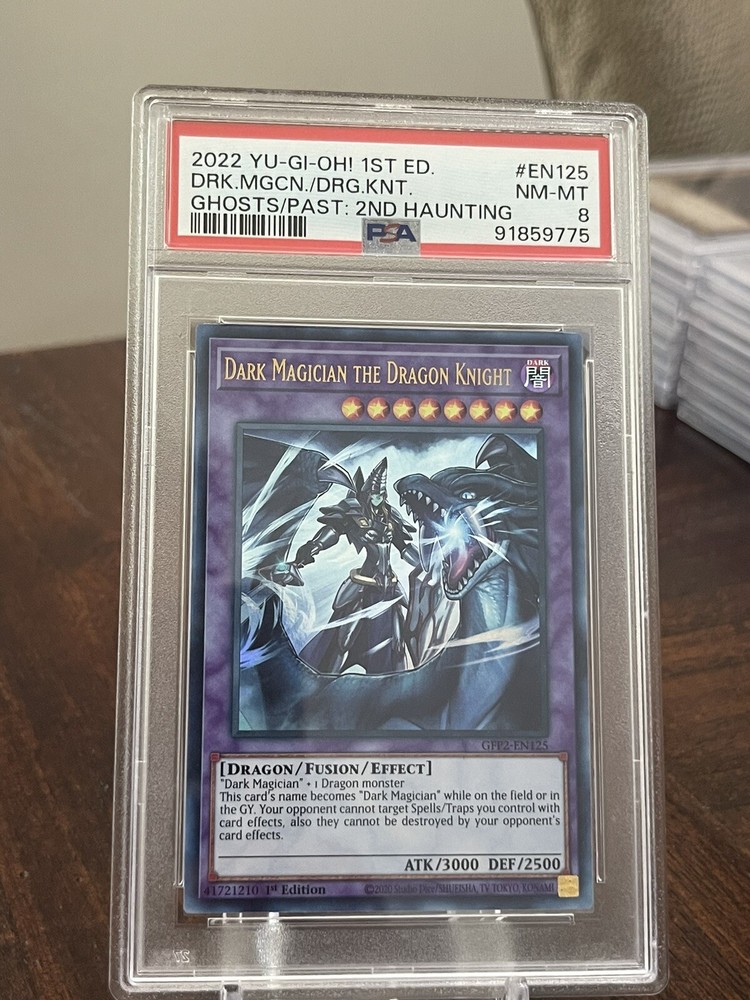 2022 YU-GI-OH! 1ST ED. #EN125
DRK.MGCN./DRG.KNT. NM-MT
GHOSTS/PAST: 2ND HAUNTING 8
PSA 91859775
DARK MAGICIAN THE DRAGON KNIGHT
DARK
闇
GFP2-EN125
[DRAGON/FUSION/EFFECT]
"Dark Magician" + 1 Dragon monster
This card's name becomes "Dark Magician" while on the field or in
the GY. Your opponent cannot target Spells/Traps you control with
card effects, also they cannot be destroyed by your opponent's
card effects.
ATK/3000 DEF/2500
41721210 1st Edition ©2020 Studio Dice/SHUEISHA, TV TOKYO, KONAMI